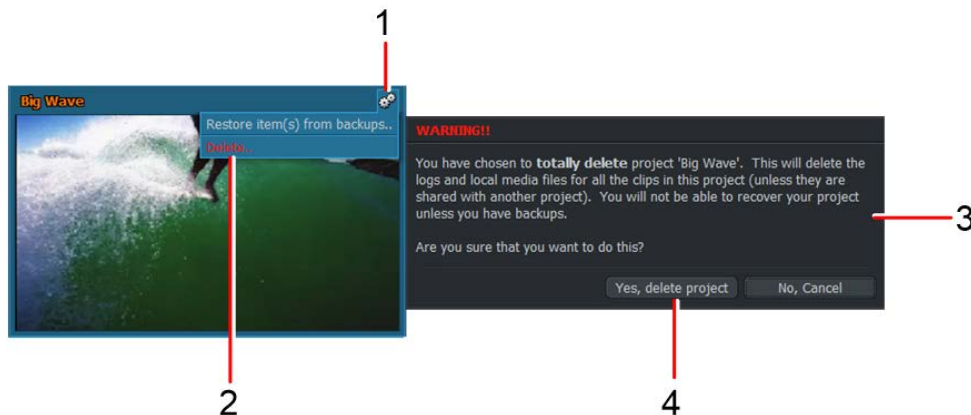 1
Big Wave
Restore item(s) from backups..
Delete..
WARNING!!
You have chosen to totally delete project 'Big Wave'. This will delete the
logs and local media files for all the clips in this project (unless they are
shared with another project). You will not be able to recover your project
unless you have backups.
3
Are you sure that you want to do this?
Yes, delete project
No, Cancel
2
4